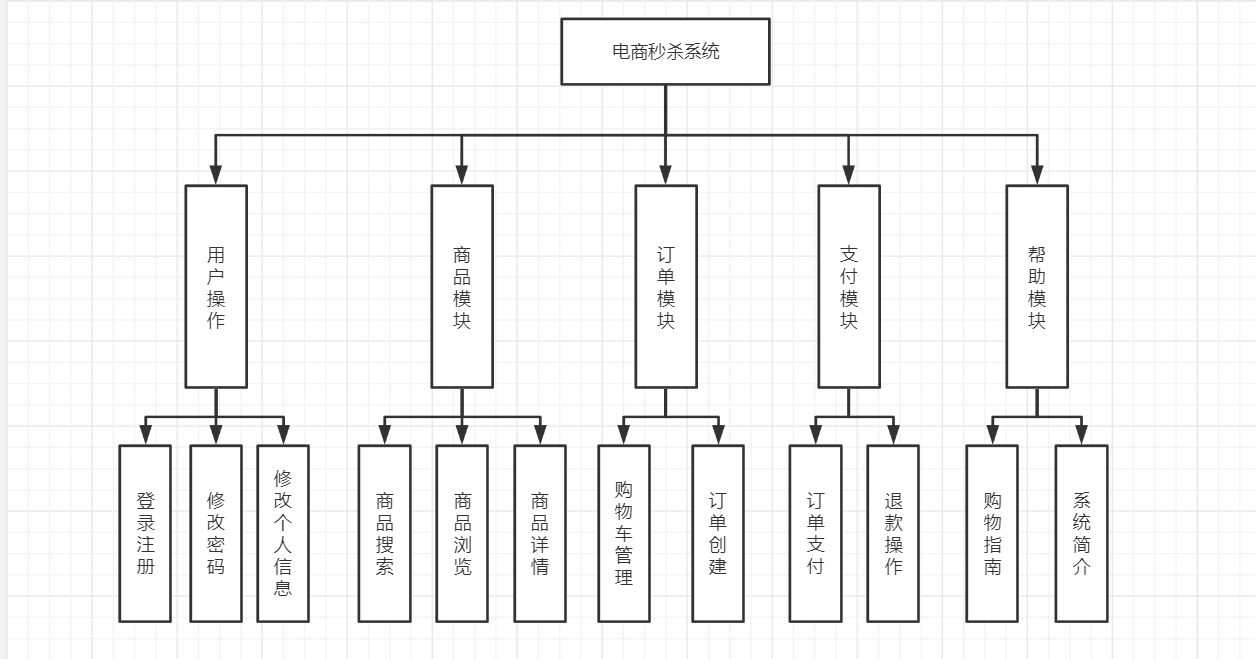 电商秒杀系统
用户操作
商品模块
订单模块
支付模块
帮助模块
登录注册
修改密码
修改个人信息
商品搜索
商品浏览
商品详情
购物车管理
订单创建
订单支付
退款操作
购物指南
系统简介